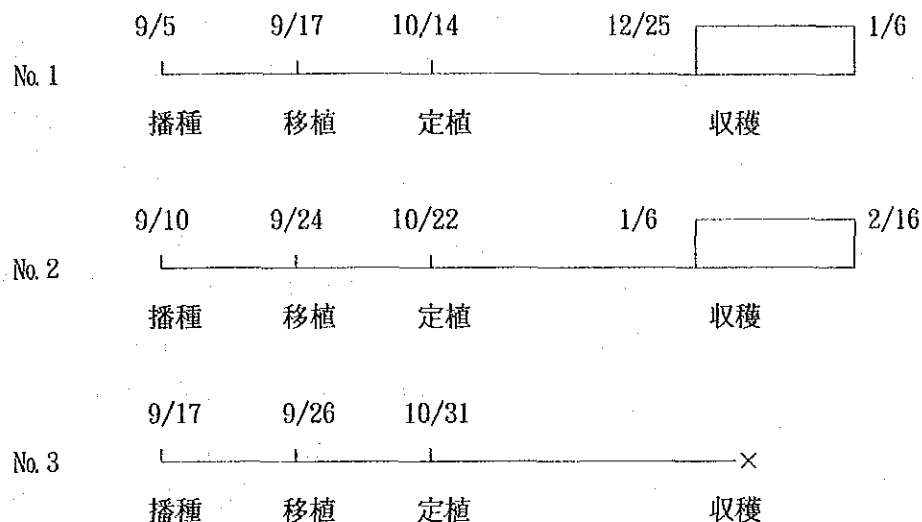 9/5 9/17 10/14 12/25 1/6
No. 1
播種 移植 定植 収穫
9/10 9/24 10/22 1/6 2/16
No. 2
播種 移植 定植 収穫
9/17 9/26 10/31
No. 3 ×
播種 移植 定植 収穫